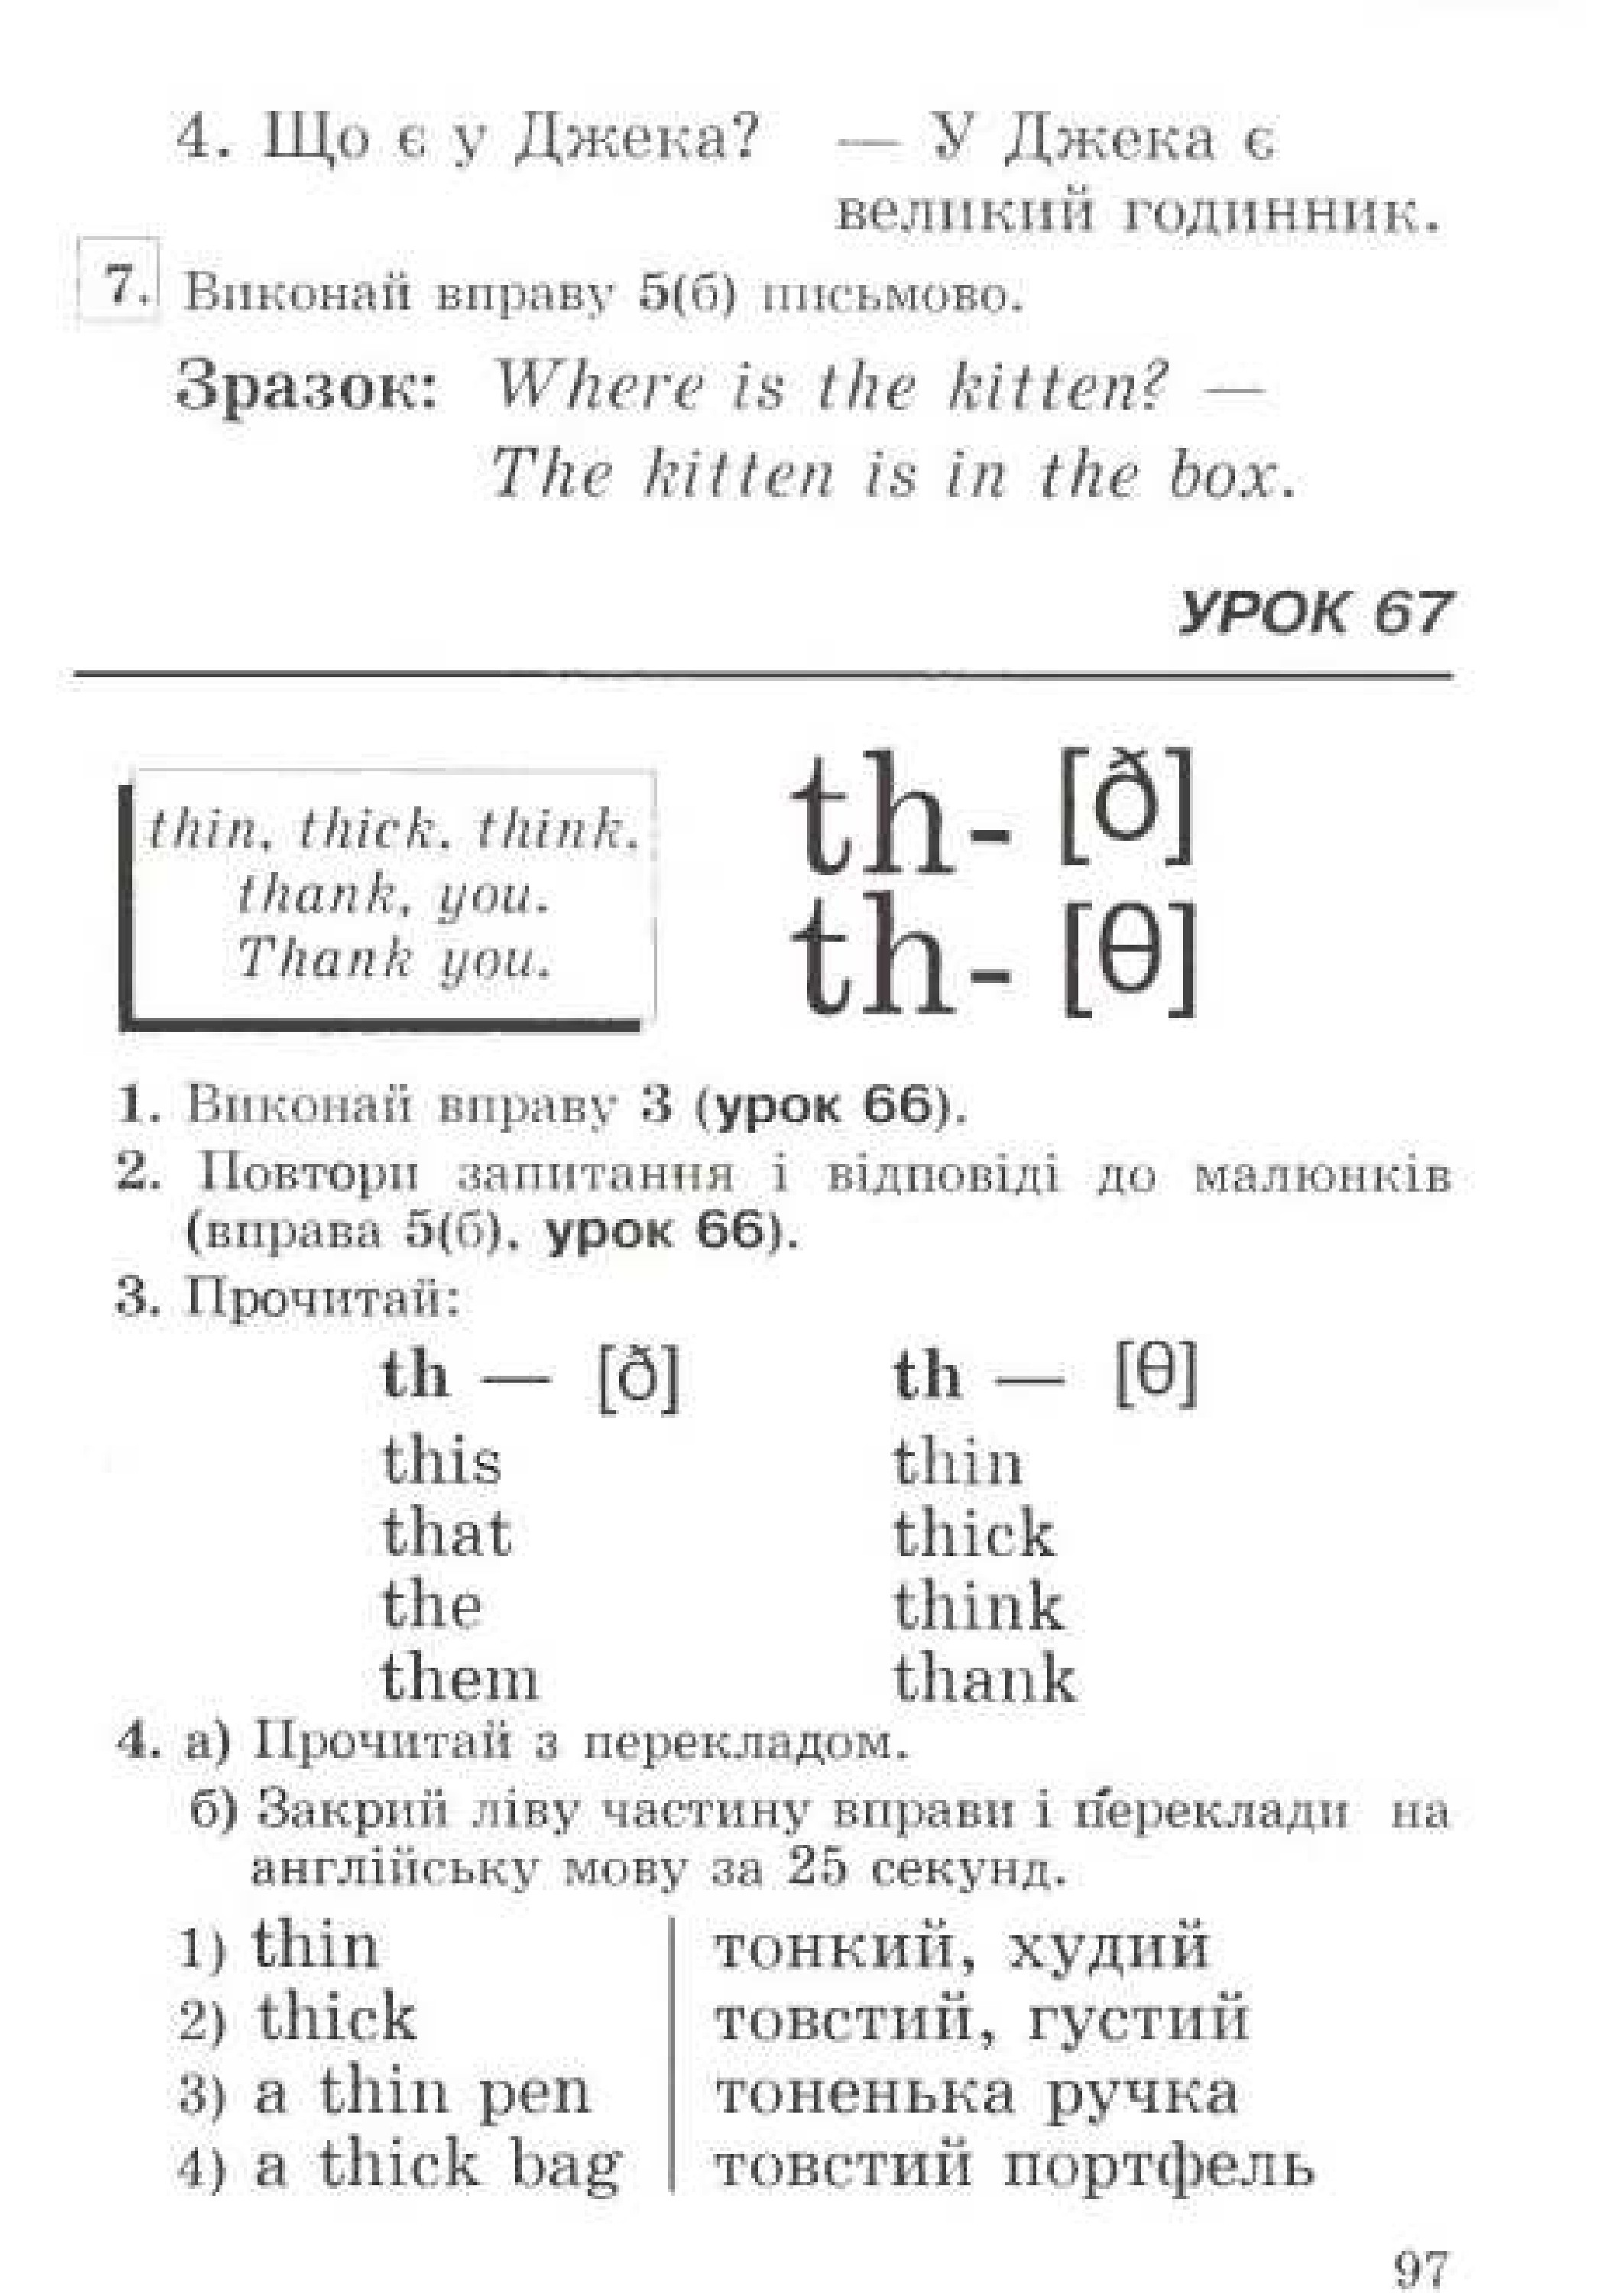 4. Що є у Джека? — У Джека є
великий годинник.
7. Виконай вправу 5(б) письмово.
Зразок: Where is the kitten? —
The kitten is in the box.
УРОК 67
thin, thick, think,
thank, you.
Thank you.
th- [ð]
th- [θ]
1. Виконай вправу 3 (урок 66).
2. Повтори запитання і відповіді до малюнків
(вправа 5(б), урок 66).
3. Прочитай:
th — [ð] th — [θ]
this thin
that thick
the think
them thank
4. а) Прочитай з перекладом.
б) Закрий ліву частину вправи і переклади на
англійську мову за 25 секунд.
1) thin тонкий, худий
2) thick товстий, густий
3) a thin pen тоненька ручка
4) a thick bag товстий портфель
97